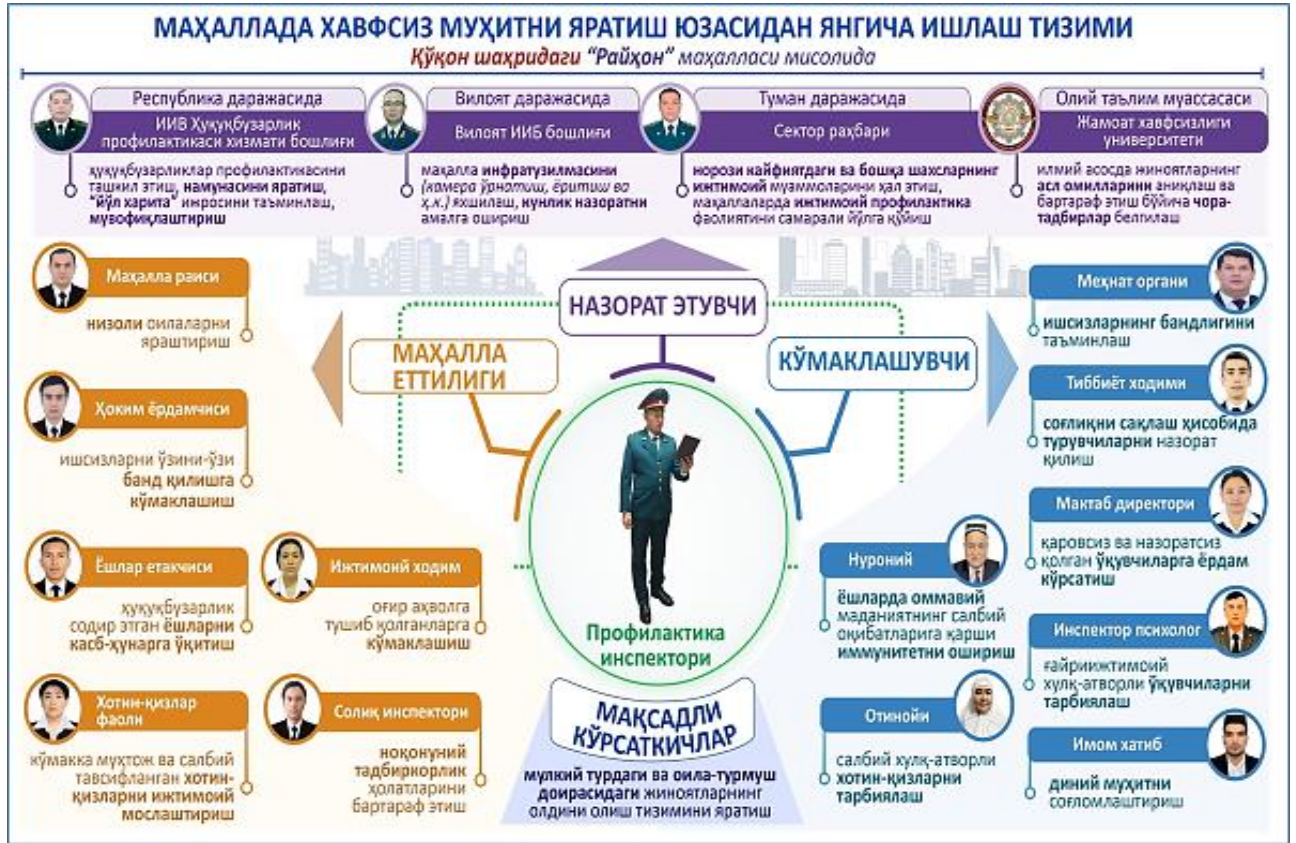 МАҲАЛЛАДА ХАВФСИЗ МУҲИТНИ ЯРАТИШ ЮЗАСИДАН ЯНГИЧА ИШЛАШ ТИЗИМИ
Қўқон шаҳридаги “Райҳон” маҳалласи мисолида
Республика даражасида
ИИВ Ҳуқуқбузарлик
профилактикаси хизмати бошлиғи
ҳуқуқбузарликлар профилактикасини
ташкил этиш, намунасини яратиш,
“йўл харита” ижросини таъминлаш,
мувофиқлаштириш
Вилоят даражасида
Вилоят ИИБ бошлиғи
маҳалла инфратузилмасини
(камера ўрнатиш, ёритиш ва
ҳ.к.) яхшилаш, кунлик назоратни
амалга ошириш
Туман даражасида
Сектор раҳбари
норози кайфиятдаги ва бошқа шахсларнинг
ижтимоий муаммоларини ҳал этиш,
маҳаллаларда ижтимоий профилактика
фаолиятини самарали йўлга қўйиш
Олий таълим муассасаси
Жамоат хавфсизлиги
университети
илмий асосда жиноятларнинг
асл омилларини аниқлаш ва
бартараф этиш бўйича чора-
тадбирлар белгилаш
НАЗОРАТ ЭТУВЧИ
МАҲАЛЛА
ЕТТИЛИГИ
КЎМАКЛАШУВЧИ
Маҳалла раиси
низоли оилаларни
яраштириш
Ҳоким ёрдамчиси
ишсизларни ўзини-ўзи
банд қилишга
кўмаклашиш
Ёшлар етакчиси
ҳуқуқбузарлик
содир этган ёшларни
касб-ҳунарга ўқитиш
Ижтимоий ходим
оғир аҳволга
тушиб қолганларга
кўмаклашиш
Хотин-қизлар
фаоли
кўмакка муҳтож ва салбий
тавсифланган хотин-
қизларни ижтимоий
мослаштириш
Солиқ инспектори
ноқонуний
тадбиркорлик
ҳолатларини
бартараф этиш
Профилактика
инспектори
МАҚСАДЛИ
КЎРСАТКИЧЛАР
мулкий турдаги ва оила-турмуш
доирасидаги жиноятларнинг
олдини олиш тизимини яратиш
Меҳнат органи
ишсизларнинг бандлигини
таъминлаш
Тиббиёт ходими
соғлиқни сақлаш ҳисобида
турувчиларни назорат
қилиш
Мактаб директори
қаровсиз ва назоратсиз
қолган ўқувчиларга ёрдам
кўрсатиш
Нуроний
ёшларда оммавий
маданиятнинг салбий
оқибатларига қарши
иммунитетни ошириш
Инспектор психолог
ғайриижтимоий
хулқ-атворли ўқувчиларни
тарбиялаш
Отинойи
салбий хулқ-атворли
хотин-қизларни
тарбиялаш
Имом хатиб
диний муҳитни
соғломлаштириш